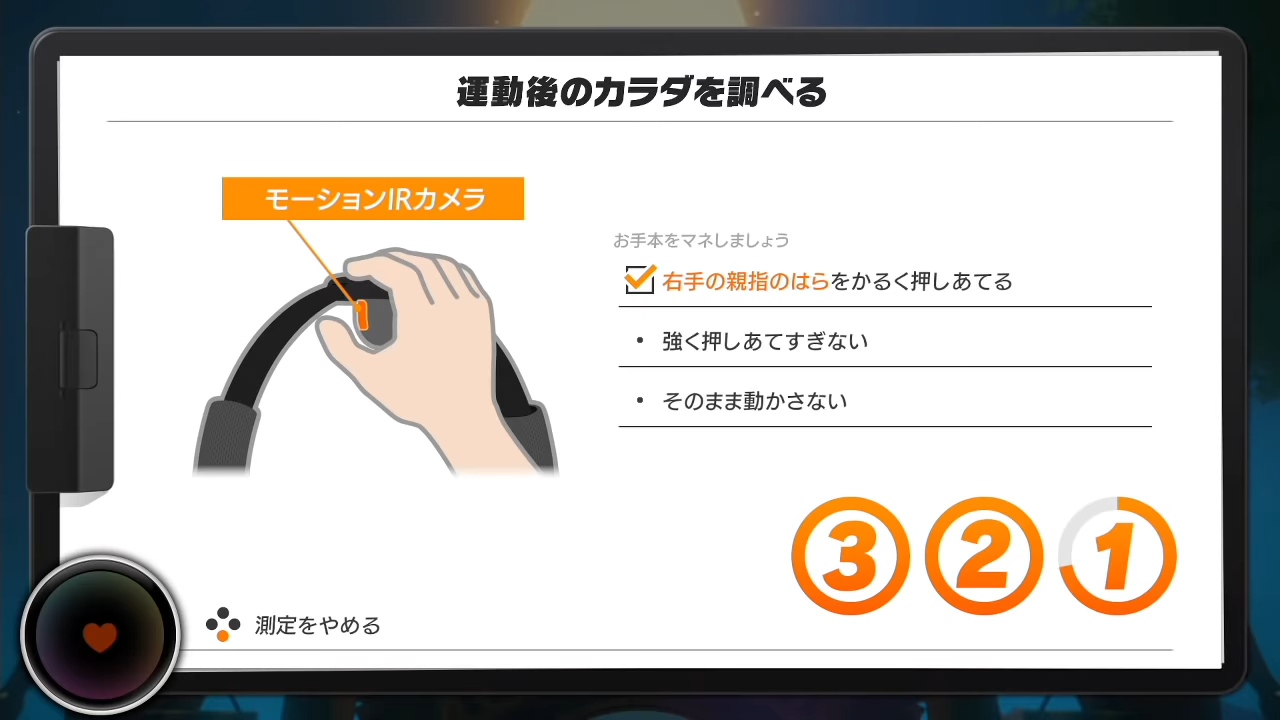 運動後のカラダを調べる
モーションIRカメラ
お手本をマネしましょう
右手の親指のはらをかるく押しあてる
・ 強く押しあてすぎない
・ そのまま動かさない
3 2 1
測定をやめる